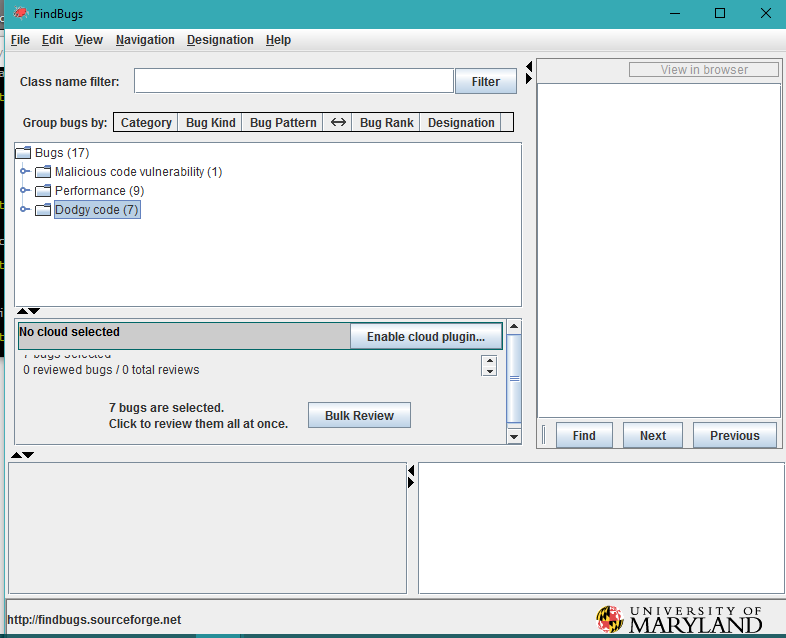 FindBugs
File Edit View Navigation Designation Help
Class name filter:
Filter
View in browser
Group bugs by: Category Bug Kind Bug Pattern Bug Rank Designation
Bugs (17)
Malicious code vulnerability (1)
Performance (9)
Dodgy code (7)
No cloud selected
Enable cloud plugin...
7 bugs selected
0 reviewed bugs / 0 total reviews
7 bugs are selected.
Click to review them all at once.
Bulk Review
Find Next Previous
http://findbugs.sourceforge.net
UNIVERSITY OF
MARYLAND